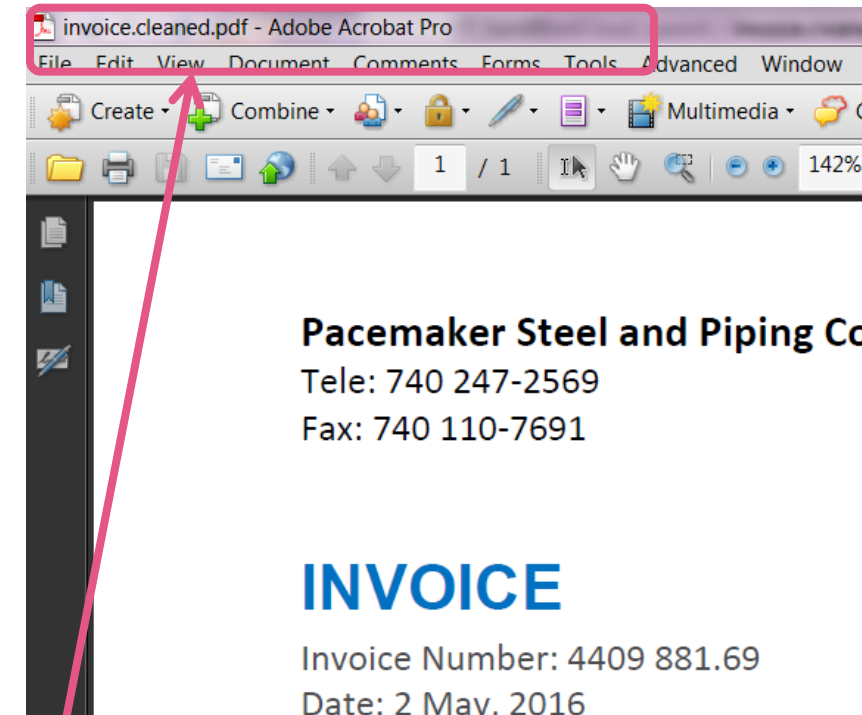 invoice.cleaned.pdf - Adobe Acrobat Pro
File Edit View Document Comments Forms Tools Advanced Window
Create Combine Multimedia
1 / 1 142%
Pacemaker Steel and Piping Co
Tele: 740 247-2569
Fax: 740 110-7691
INVOICE
Invoice Number: 4409 881.69
Date: 2 May, 2016